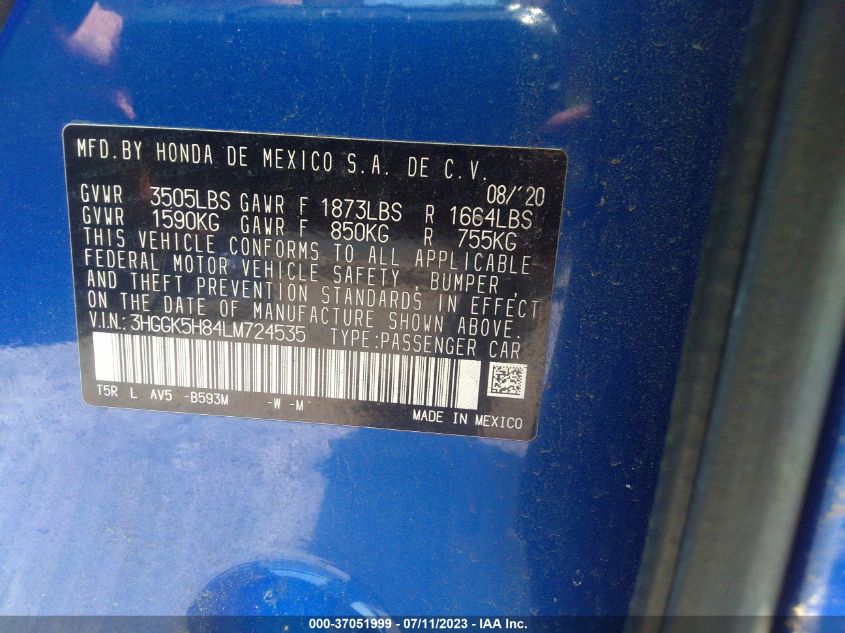 MFD.BY HONDA DE MEXICO S.A. DE C.V.
08/'20
GVWR 3505LBS GAWR F 1873LBS R 1664LBS
GVWR 1590KG GAWR F 850KG R 755KG
THIS VEHICLE CONFORMS TO ALL APPLICABLE
FEDERAL MOTOR VEHICLE SAFETY, BUMPER,
AND THEFT PREVENTION STANDARDS IN EFFECT
ON THE DATE OF MANUFACTURE SHOWN ABOVE.
V.I.N.: 3HGGK5H84LM724535 TYPE:PASSENGER CAR
T5R L AV5 -B593M -W -M-
MADE IN MEXICO
000-37051999 - 07/11/2023 - IAA Inc.